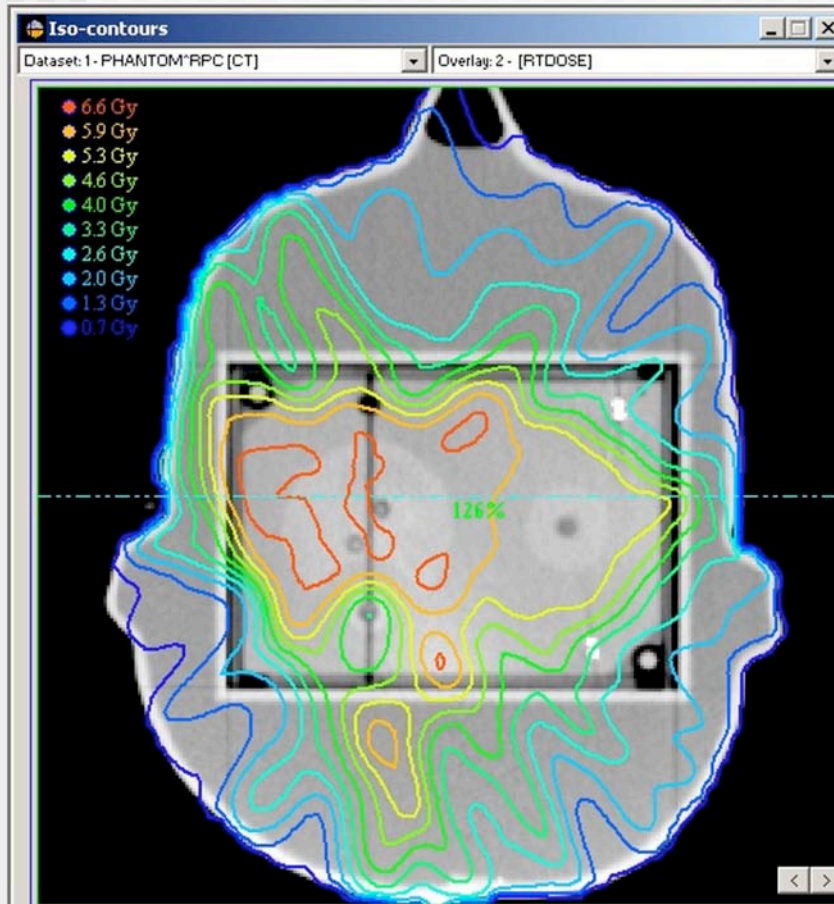 Iso-contours
Dataset: 1 - PHANTOM^RPC [CT]
Overlay: 2 - [RTDOSE]
6.6 Gy
5.9 Gy
5.3 Gy
4.6 Gy
4.0 Gy
3.3 Gy
2.6 Gy
2.0 Gy
1.3 Gy
0.7 Gy
126%